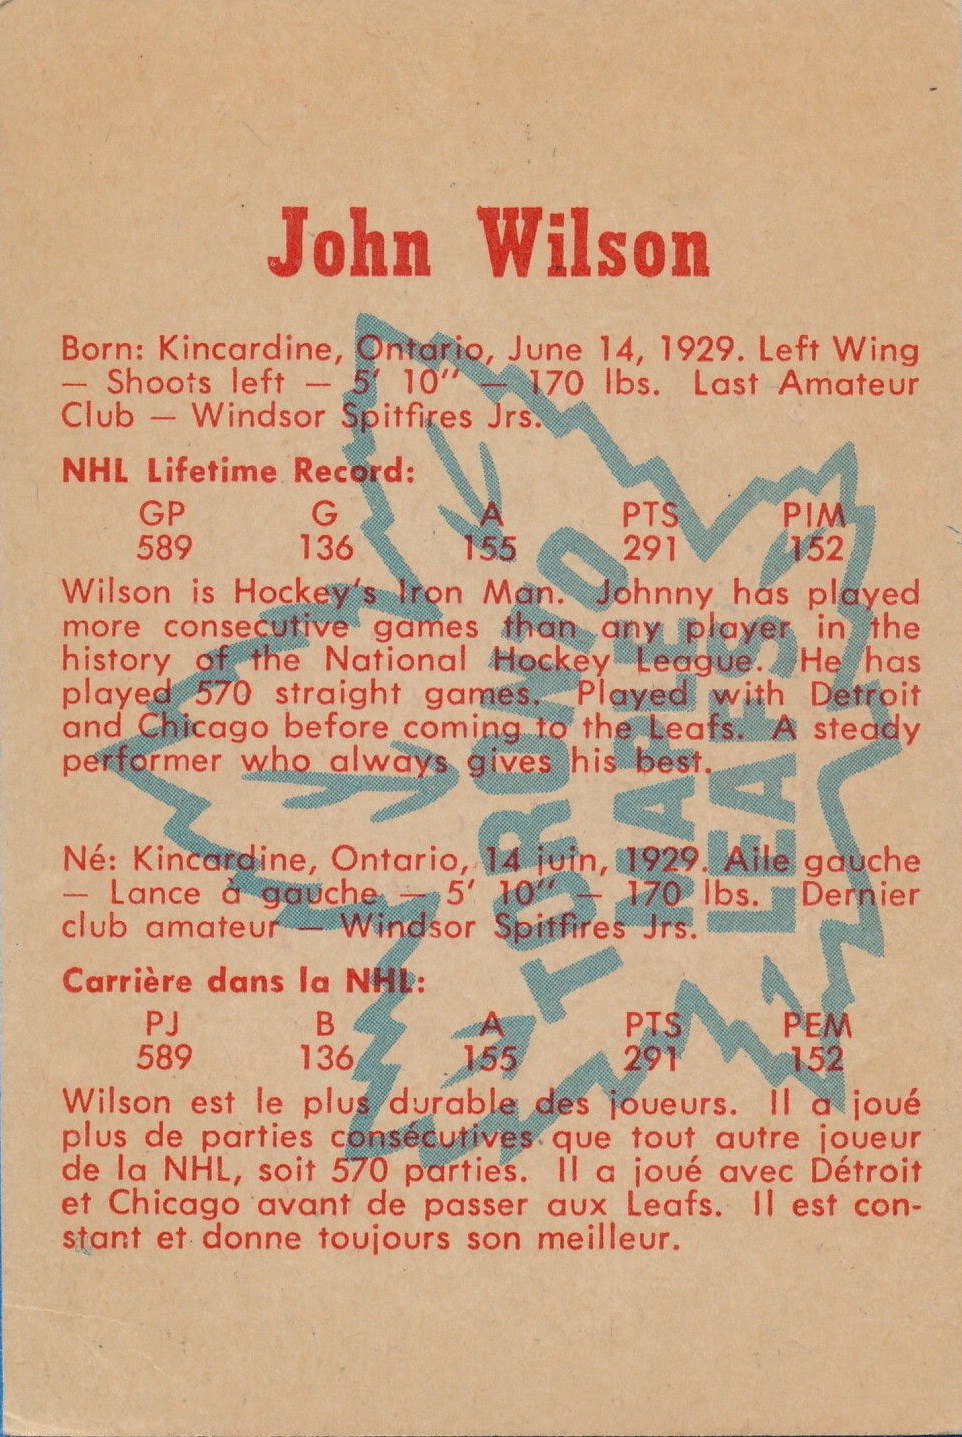 John Wilson
Born: Kincardine, Ontario, June 14, 1929. Left Wing
— Shoots left — 5' 10" — 170 lbs. Last Amateur
Club — Windsor Spitfires Jrs.
NHL Lifetime Record:
GP G A PTS PIM
589 136 155 291 152
Wilson is Hockey's Iron Man. Johnny has played
more consecutive games than any player in the
history of the National Hockey League. He has
played 570 straight games. Played with Detroit
and Chicago before coming to the Leafs. A steady
performer who always gives his best.
Né: Kincardine, Ontario, 14 juin, 1929. Aile gauche
— Lance à gauche — 5' 10" — 170 lbs. Dernier
club amateur — Windsor Spitfires Jrs.
Carrière dans la NHL:
PJ B A PTS PEM
589 136 155 291 152
Wilson est le plus durable des joueurs. Il a joué
plus de parties consécutives que tout autre joueur
de la NHL, soit 570 parties. Il a joué avec Détroit
et Chicago avant de passer aux Leafs. Il est con-
stant et donne toujours son meilleur.
TORONTO
MAPLE
LEAFS